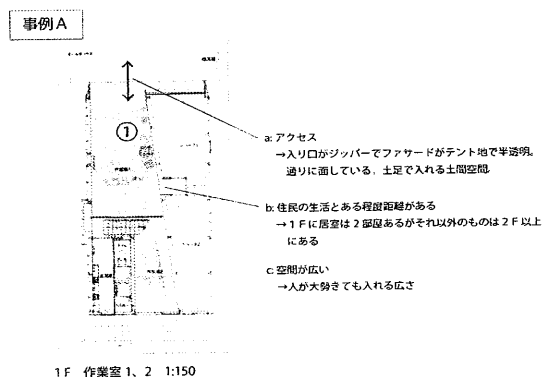 事例A
①
a: アクセス
→入り口がジッパーでファサードがテント地で半透明。
通りに面している。土足で入れる土間空間。
b: 住民の生活とある程度距離がある
→1Fに居室は2部屋あるがそれ以外のものは2F以上
にある
c: 空間が広い
→人が大勢きても入れる広さ
1F 作業室1、2 1:150